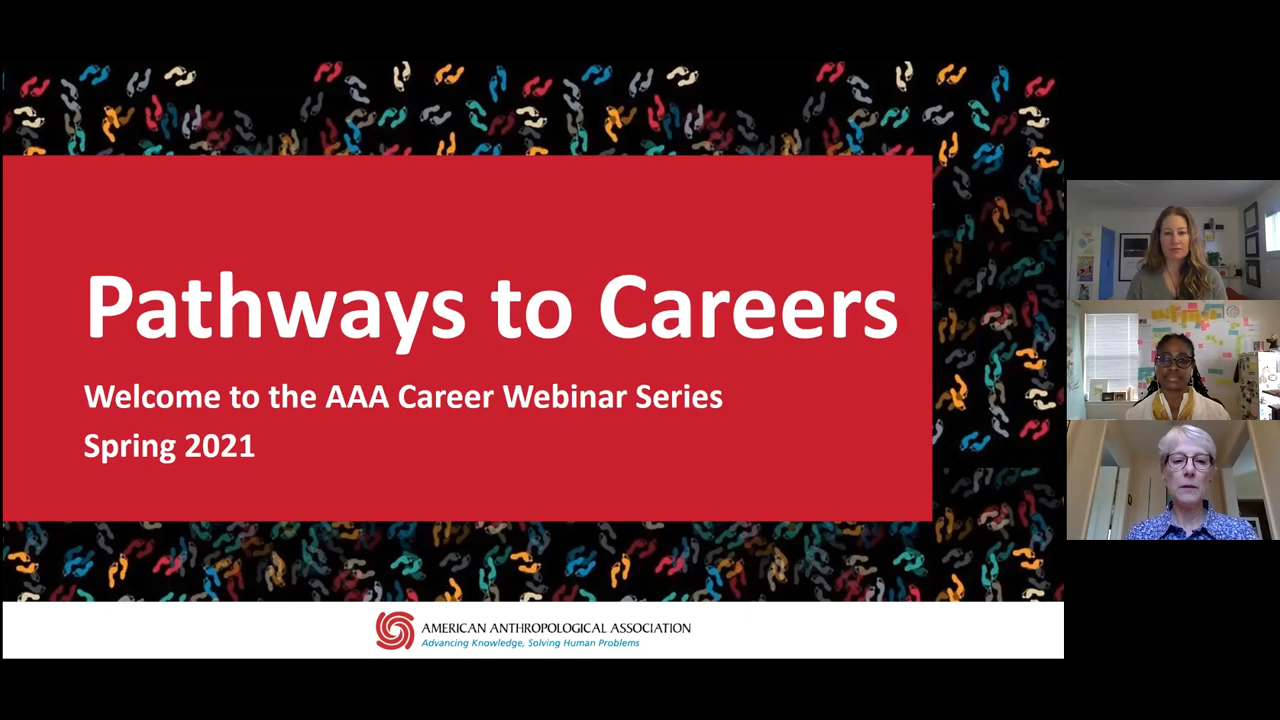 Pathways to Careers
Welcome to the AAA Career Webinar Series
Spring 2021
AMERICAN ANTHROPOLOGICAL ASSOCIATION
Advancing Knowledge, Solving Human Problems